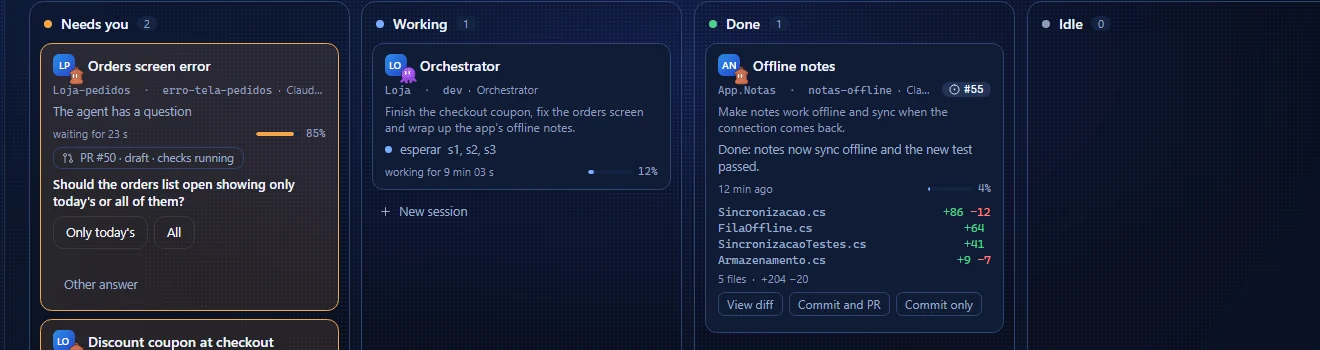 Needs you 2
LP Orders screen error
Loja-pedidos · erro-tela-pedidos · Claud...
The agent has a question
waiting for 23 s 85%
PR #50 · draft · checks running
Should the orders list open showing only
today's or all of them?
Only today's All
Other answer
LO Discount coupon at checkout
Working 1
LO Orchestrator
Loja · dev · Orchestrator
Finish the checkout coupon, fix the orders screen
and wrap up the app's offline notes.
esperar s1, s2, s3
working for 9 min 03 s 12%
+ New session
Done 1
AN Offline notes
App.Notas · notas-offline · Cla... #55
Make notes work offline and sync when the
connection comes back.
Done: notes now sync offline and the new test
passed.
12 min ago 4%
Sincronizacao.cs +86 −12
FilaOffline.cs +64
SincronizacaoTestes.cs +41
Armazenamento.cs +9 −7
5 files · +204 −20
View diff Commit and PR Commit only
Idle 0